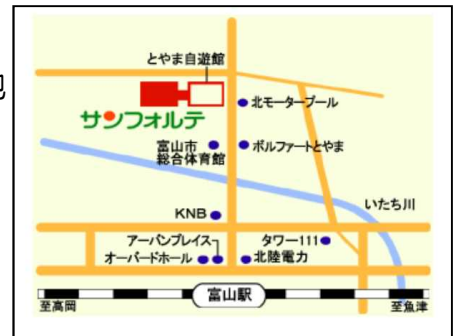 とやま自遊館
北モータープール
サンフォルテ
富山市
総合体育館
ボルファートとやま
いたち川
KNB
アーバンプレイス
タワー111
オーバードホール
北陸電力
富山駅
至高岡
至魚津